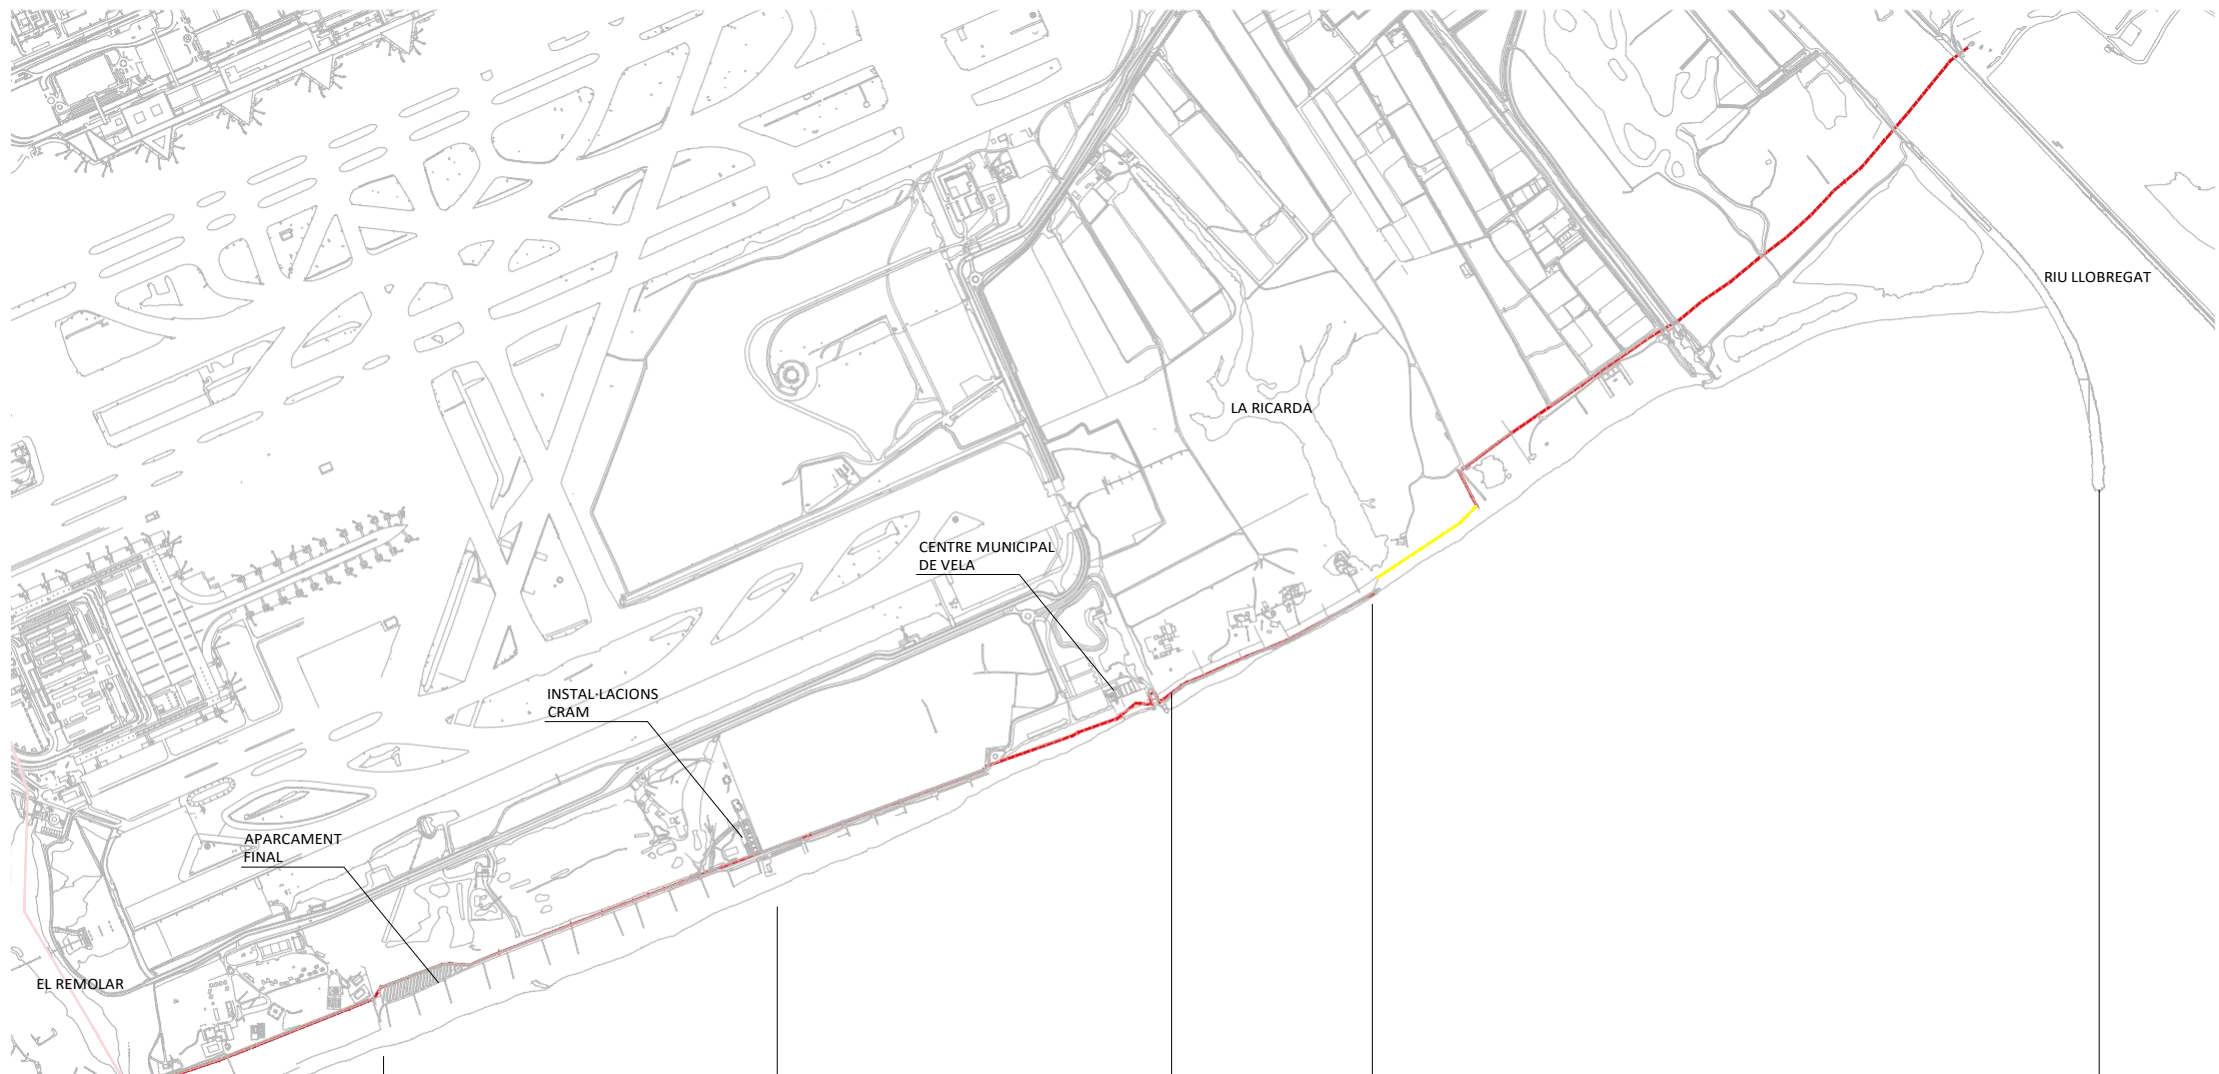 RIU LLOBREGAT
LA RICARDA
CENTRE MUNICIPAL
DE VELA
INSTAL·LACIONS
CRAM
APARCAMENT
FINAL
EL REMOLAR